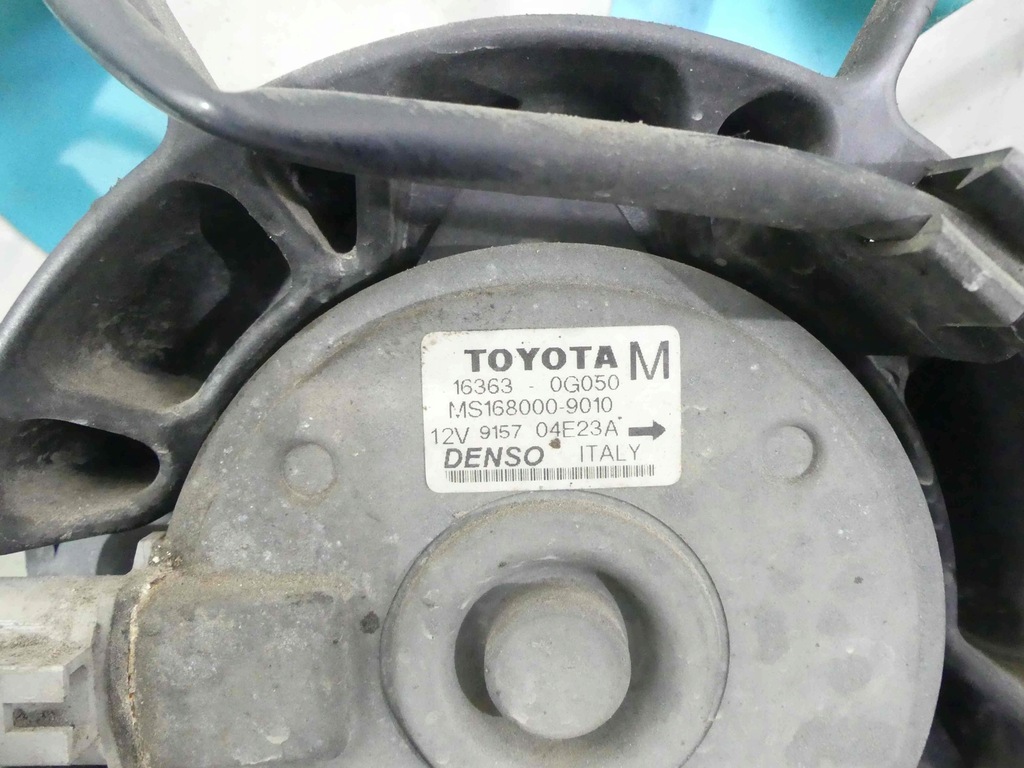 TOYOTA M
16363 - 0G050
MS168000-9010
12V 9157 04E23A →
DENSO ITALY